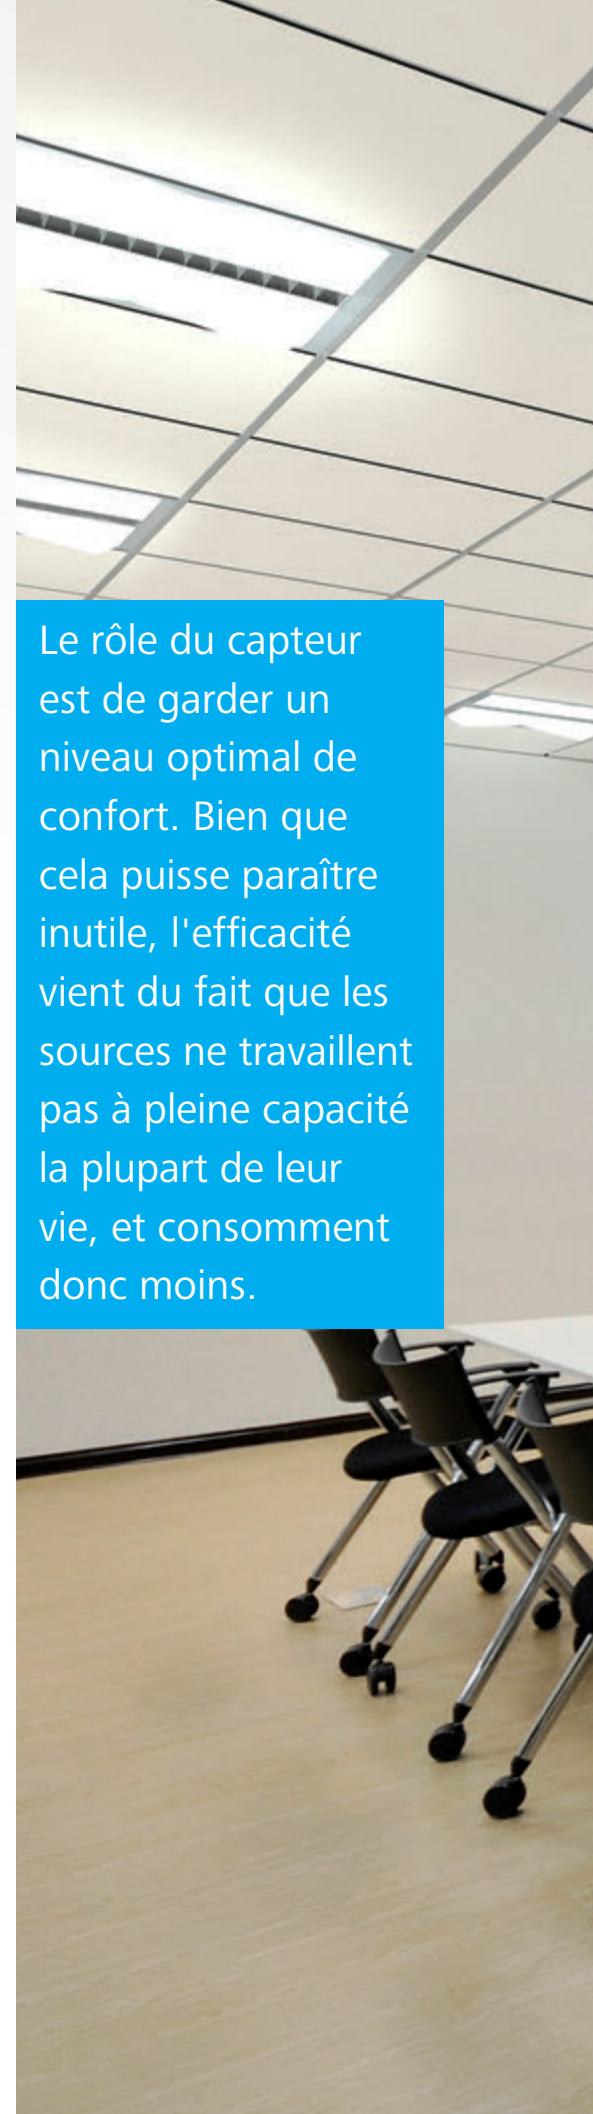 Le rôle du capteur
est de garder un
niveau optimal de
confort. Bien que
cela puisse paraître
inutile, l'efficacité
vient du fait que les
sources ne travaillent
pas à pleine capacité
la plupart de leur
vie, et consomment
donc moins.